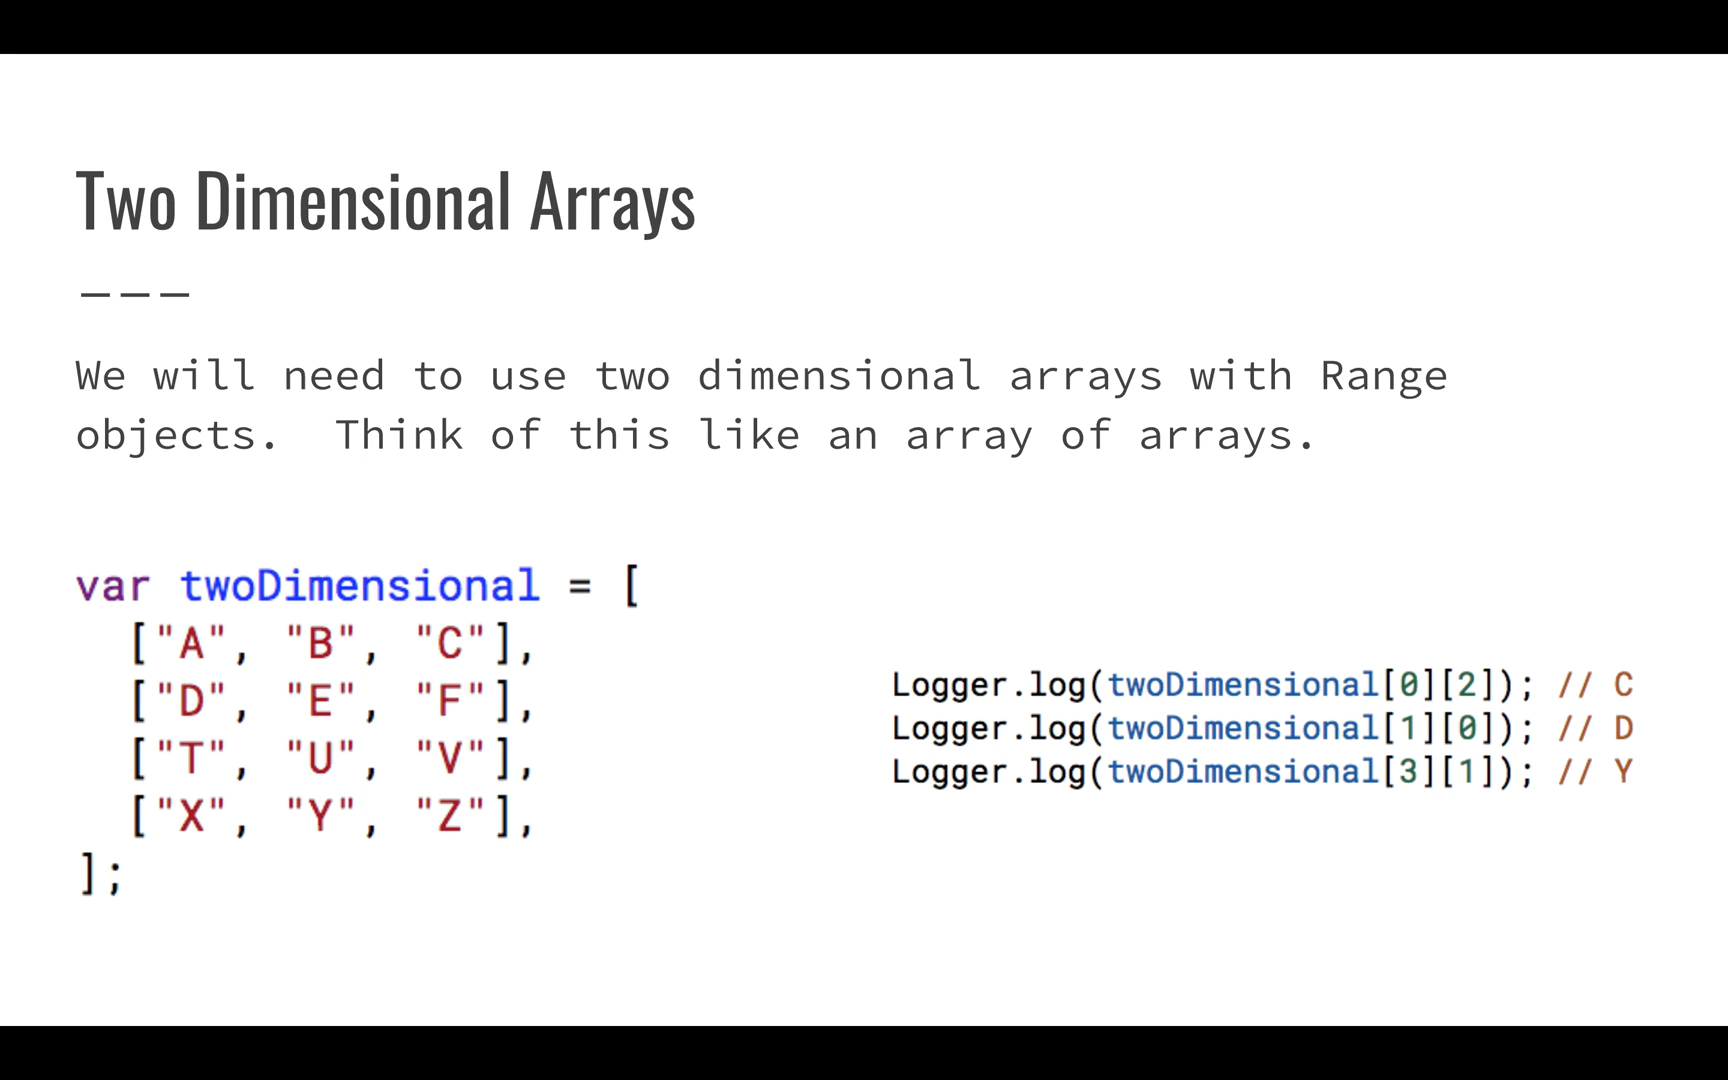 Two Dimensional Arrays
———
We will need to use two dimensional arrays with Range
objects.  Think of this like an array of arrays.
var twoDimensional = [
  ["A", "B", "C"],
  ["D", "E", "F"],
  ["T", "U", "V"],
  ["X", "Y", "Z"],
];
Logger.log(twoDimensional[0][2]); // C
Logger.log(twoDimensional[1][0]); // D
Logger.log(twoDimensional[3][1]); // Y